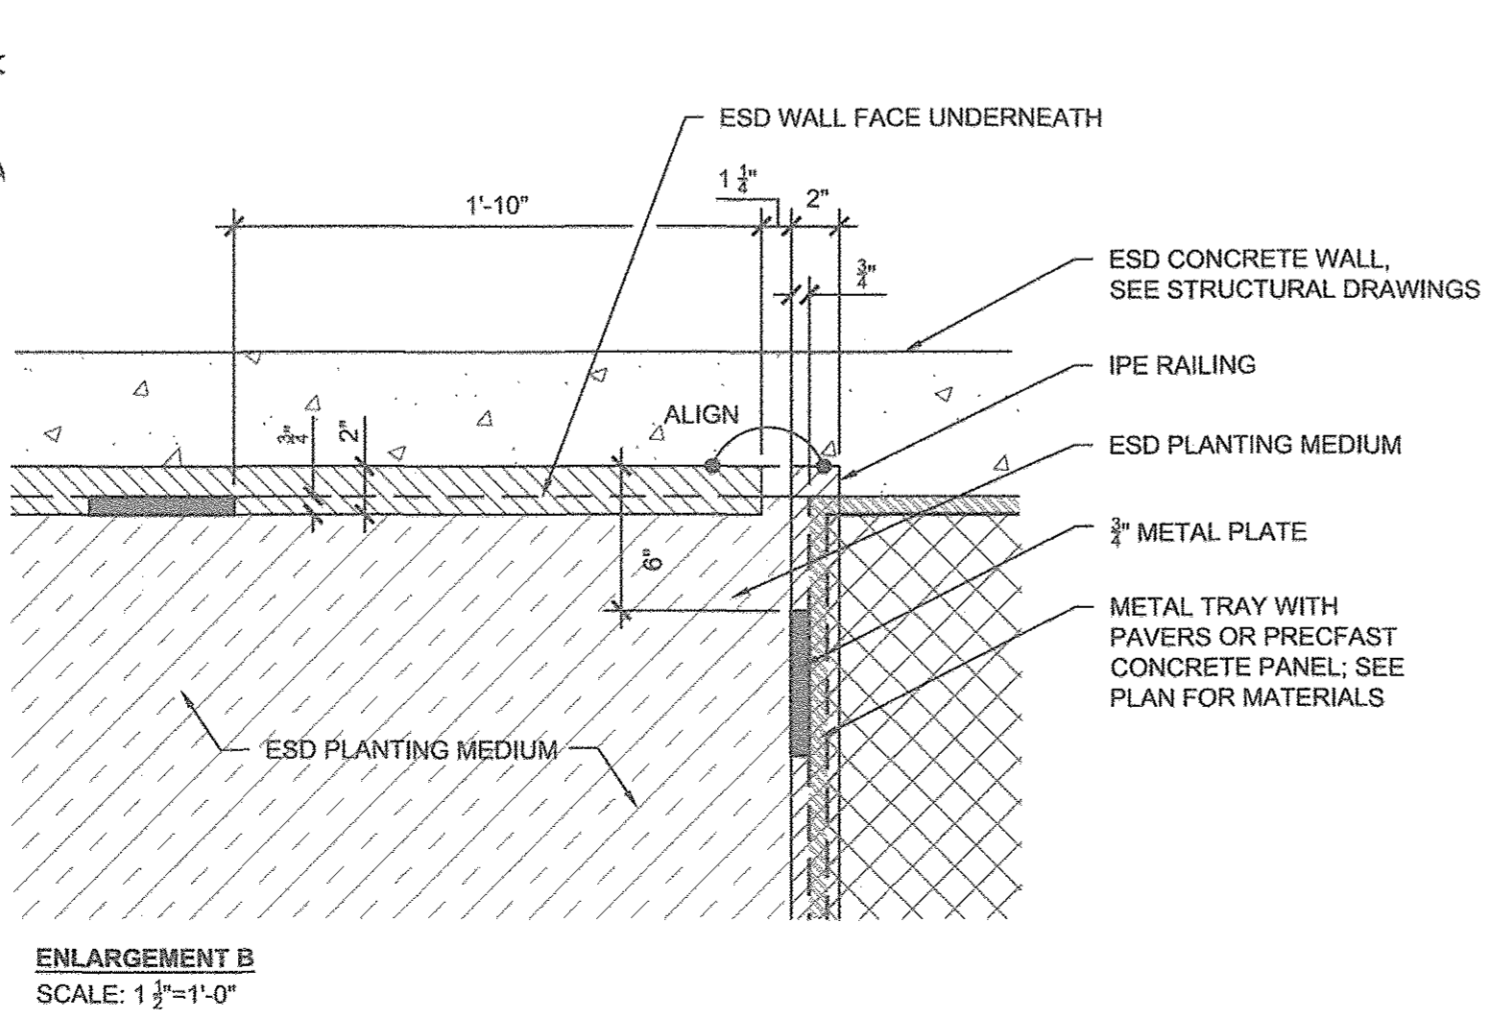 ESD WALL FACE UNDERNEATH
1 1/4"
2"
1'-10"
3/4"
ESD CONCRETE WALL,
SEE STRUCTURAL DRAWINGS
IPE RAILING
ALIGN
3/4"
2"
ESD PLANTING MEDIUM
6"
3/4" METAL PLATE
METAL TRAY WITH
PAVERS OR PRECFAST
CONCRETE PANEL; SEE
PLAN FOR MATERIALS
ESD PLANTING MEDIUM
ENLARGEMENT B
SCALE: 1 1/2"=1'-0"